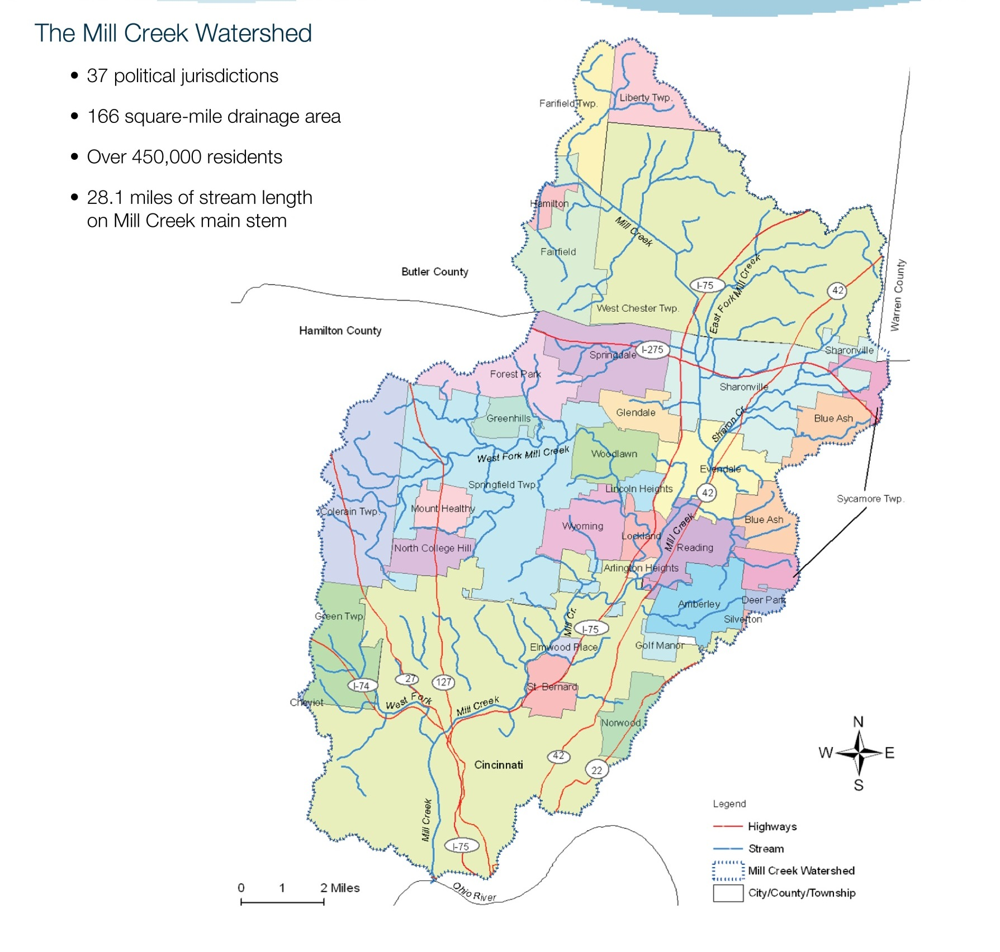 The Mill Creek Watershed
• 37 political jurisdictions
• 166 square-mile drainage area
• Over 450,000 residents
• 28.1 miles of stream length
on Mill Creek main stem
Farifield Twp.
Liberty Twp.
Hamilton
Mill Creek
Fairfield
Butler County
I-75
East Fork Mill Creek
42
West Chester Twp.
Warren County
Hamilton County
I-275
Springdale
Sharonville
Forest Park
Sharonville
Glendale
Greenhills
Sharon Cr.
Blue Ash
West Fork Mill Creek
Woodlawn
Evendale
Springfield Twp.
Lincoln Heights
42
Sycamore Twp.
Colerain Twp.
Mount Healthy
Wyoming
Blue Ash
Lockland
Mill Creek
Reading
North College Hill
Arlington Heights
Amberley
Deer Park
Green Twp.
Silverton
Mill Cr.
I-75
Elmwood Place
Golf Manor
I-74
27
127
St. Bernard
Cheviot
West Fork
Mill Creek
Norwood
42
22
Cincinnati
Mill Creek
I-75
Ohio River
N
W
E
S
Legend
Highways
Stream
Mill Creek Watershed
City/County/Township
0 1 2 Miles